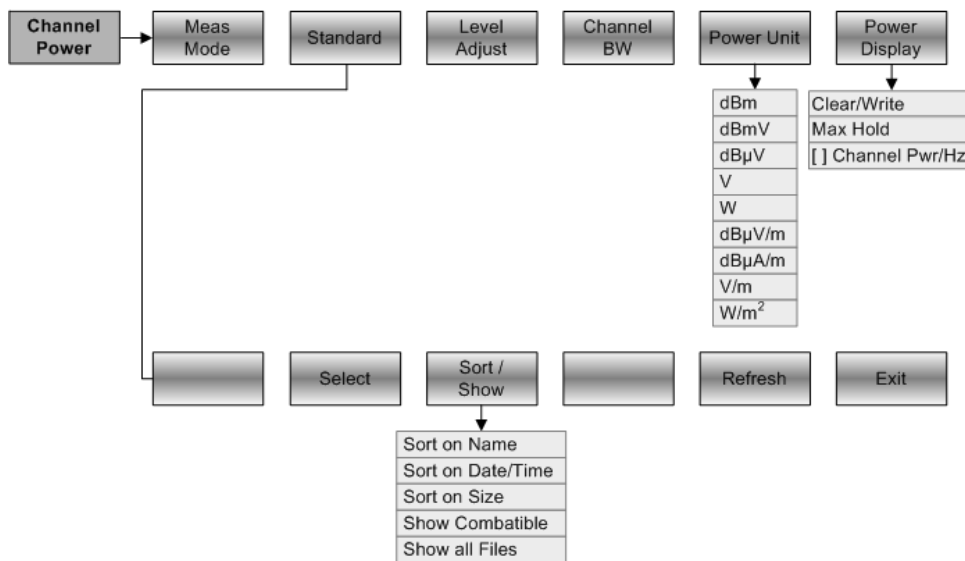 Channel
Power
Meas
Mode
Standard
Level
Adjust
Channel
BW
Power Unit
Power
Display
dBm
dBmV
dBµV
V
W
dBµV/m
dBµA/m
V/m
W/m²
Clear/Write
Max Hold
[ ] Channel Pwr/Hz
Select
Sort /
Show
Refresh
Exit
Sort on Name
Sort on Date/Time
Sort on Size
Show Combatible
Show all Files